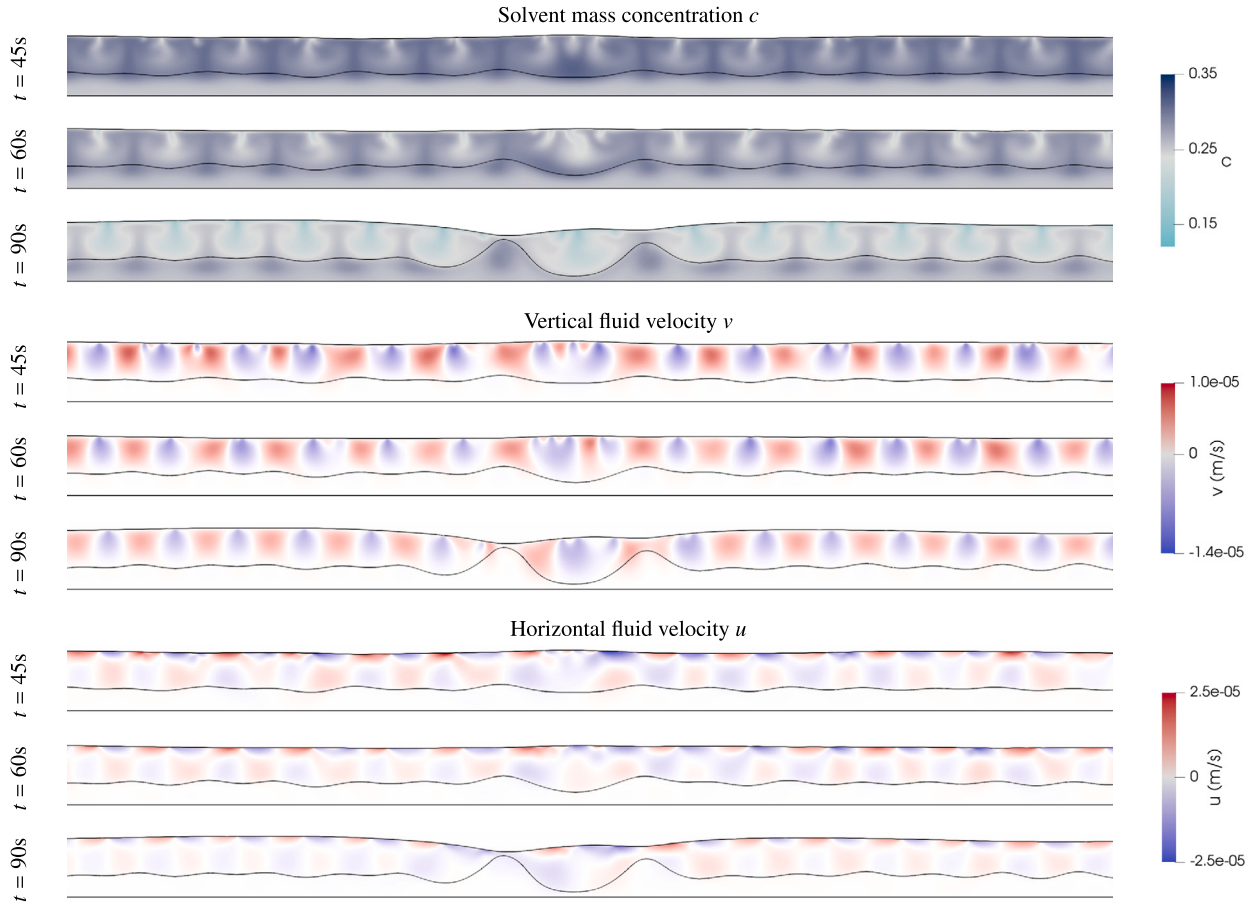 Solvent mass concentration c
t = 45s
t = 60s
t = 90s
0.35
0.25
0.15
c
Vertical fluid velocity v
t = 45s
t = 60s
t = 90s
1.0e-05
0
-1.4e-05
v (m/s)
Horizontal fluid velocity u
t = 45s
t = 60s
t = 90s
2.5e-05
0
-2.5e-05
u (m/s)